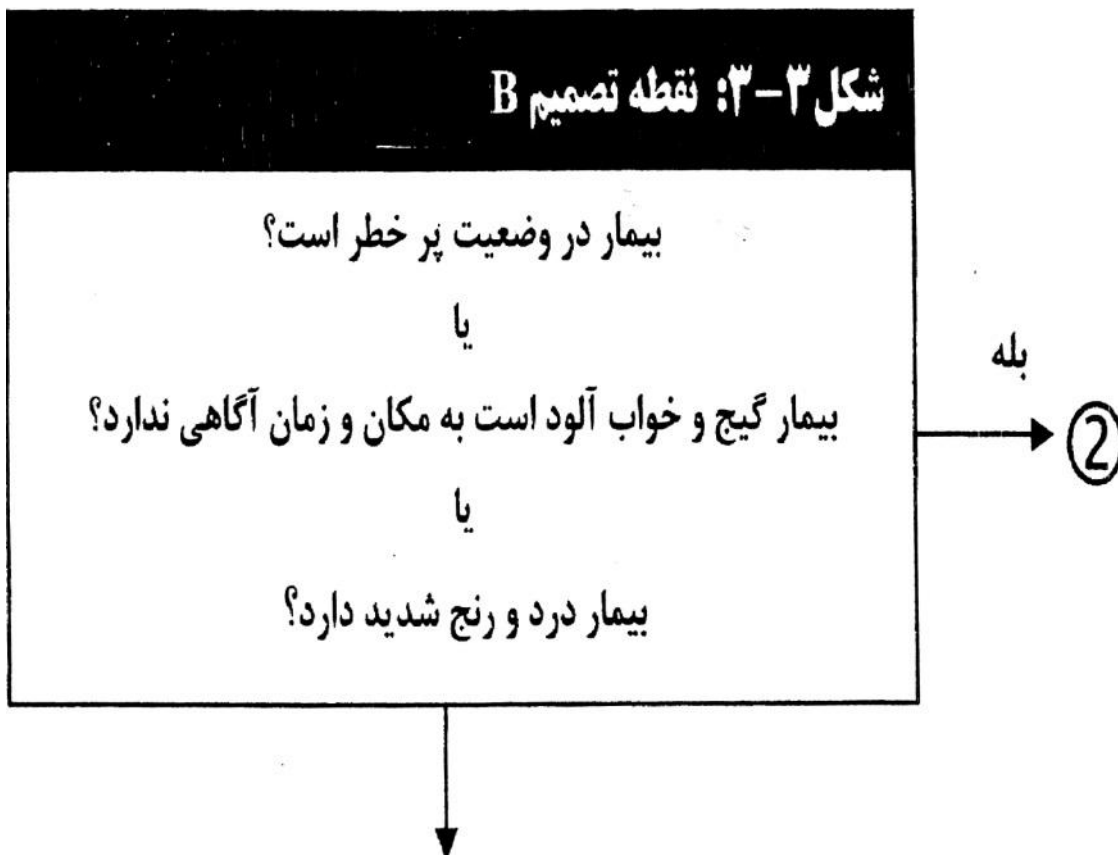 شکل ۳-۳: نقطه تصمیم B
بیمار در وضعیت پر خطر است؟
یا
بیمار گیج و خواب آلود است به مکان و زمان آگاهی ندارد؟
یا
بیمار درد و رنج شدید دارد؟
بله
②